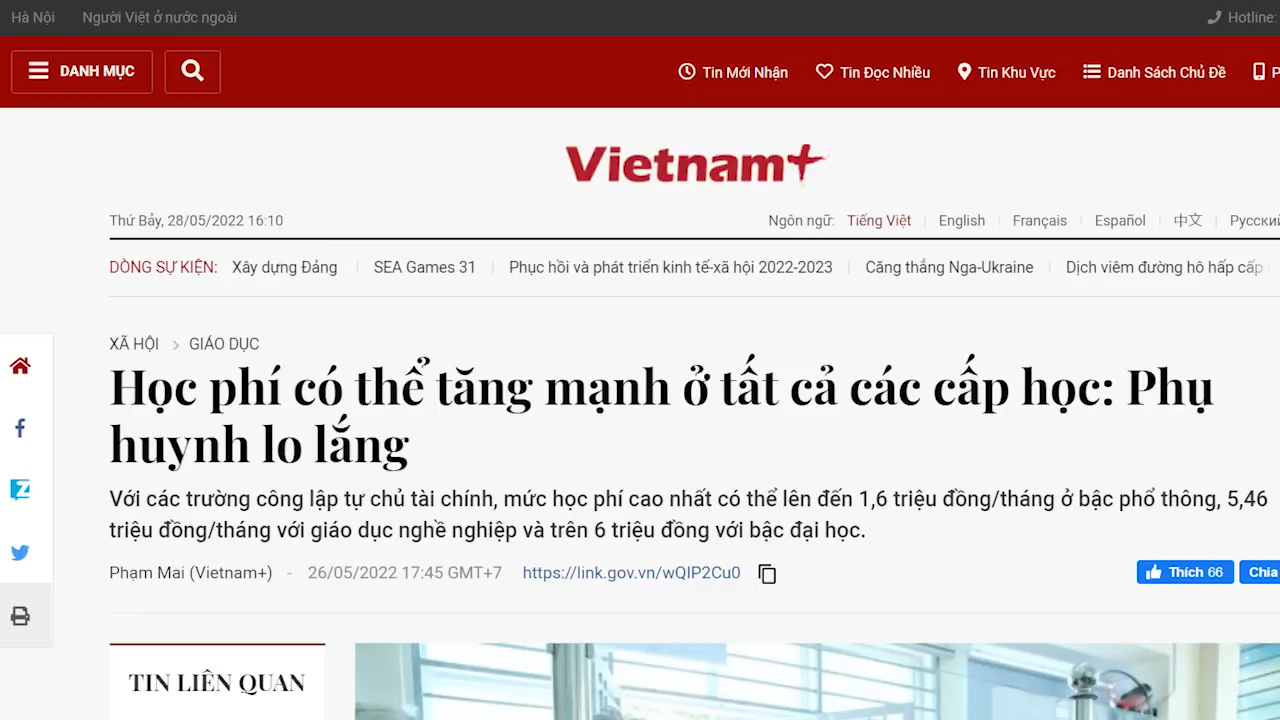 Hà Nội Người Việt ở nước ngoài Hotline:
DANH MỤC Tin Mới Nhận Tin Đọc Nhiều Tin Khu Vực Danh Sách Chủ Đề P
Vietnam+
Thứ Bảy, 28/05/2022 16:10 Ngôn ngữ: Tiếng Việt English Français Español 中文 Русский
DÒNG SỰ KIỆN: Xây dựng Đảng SEA Games 31 Phục hồi và phát triển kinh tế-xã hội 2022-2023 Căng thẳng Nga-Ukraine Dịch viêm đường hô hấp cấp
XÃ HỘI > GIÁO DỤC
Học phí có thể tăng mạnh ở tất cả các cấp học: Phụ
huynh lo lắng
Với các trường công lập tự chủ tài chính, mức học phí cao nhất có thể lên đến 1,6 triệu đồng/tháng ở bậc phổ thông, 5,46
triệu đồng/tháng với giáo dục nghề nghiệp và trên 6 triệu đồng với bậc đại học.
Phạm Mai (Vietnam+) - 26/05/2022 17:45 GMT+7 https://link.gov.vn/wQIP2Cu0 Thích 66 Chia
TIN LIÊN QUAN